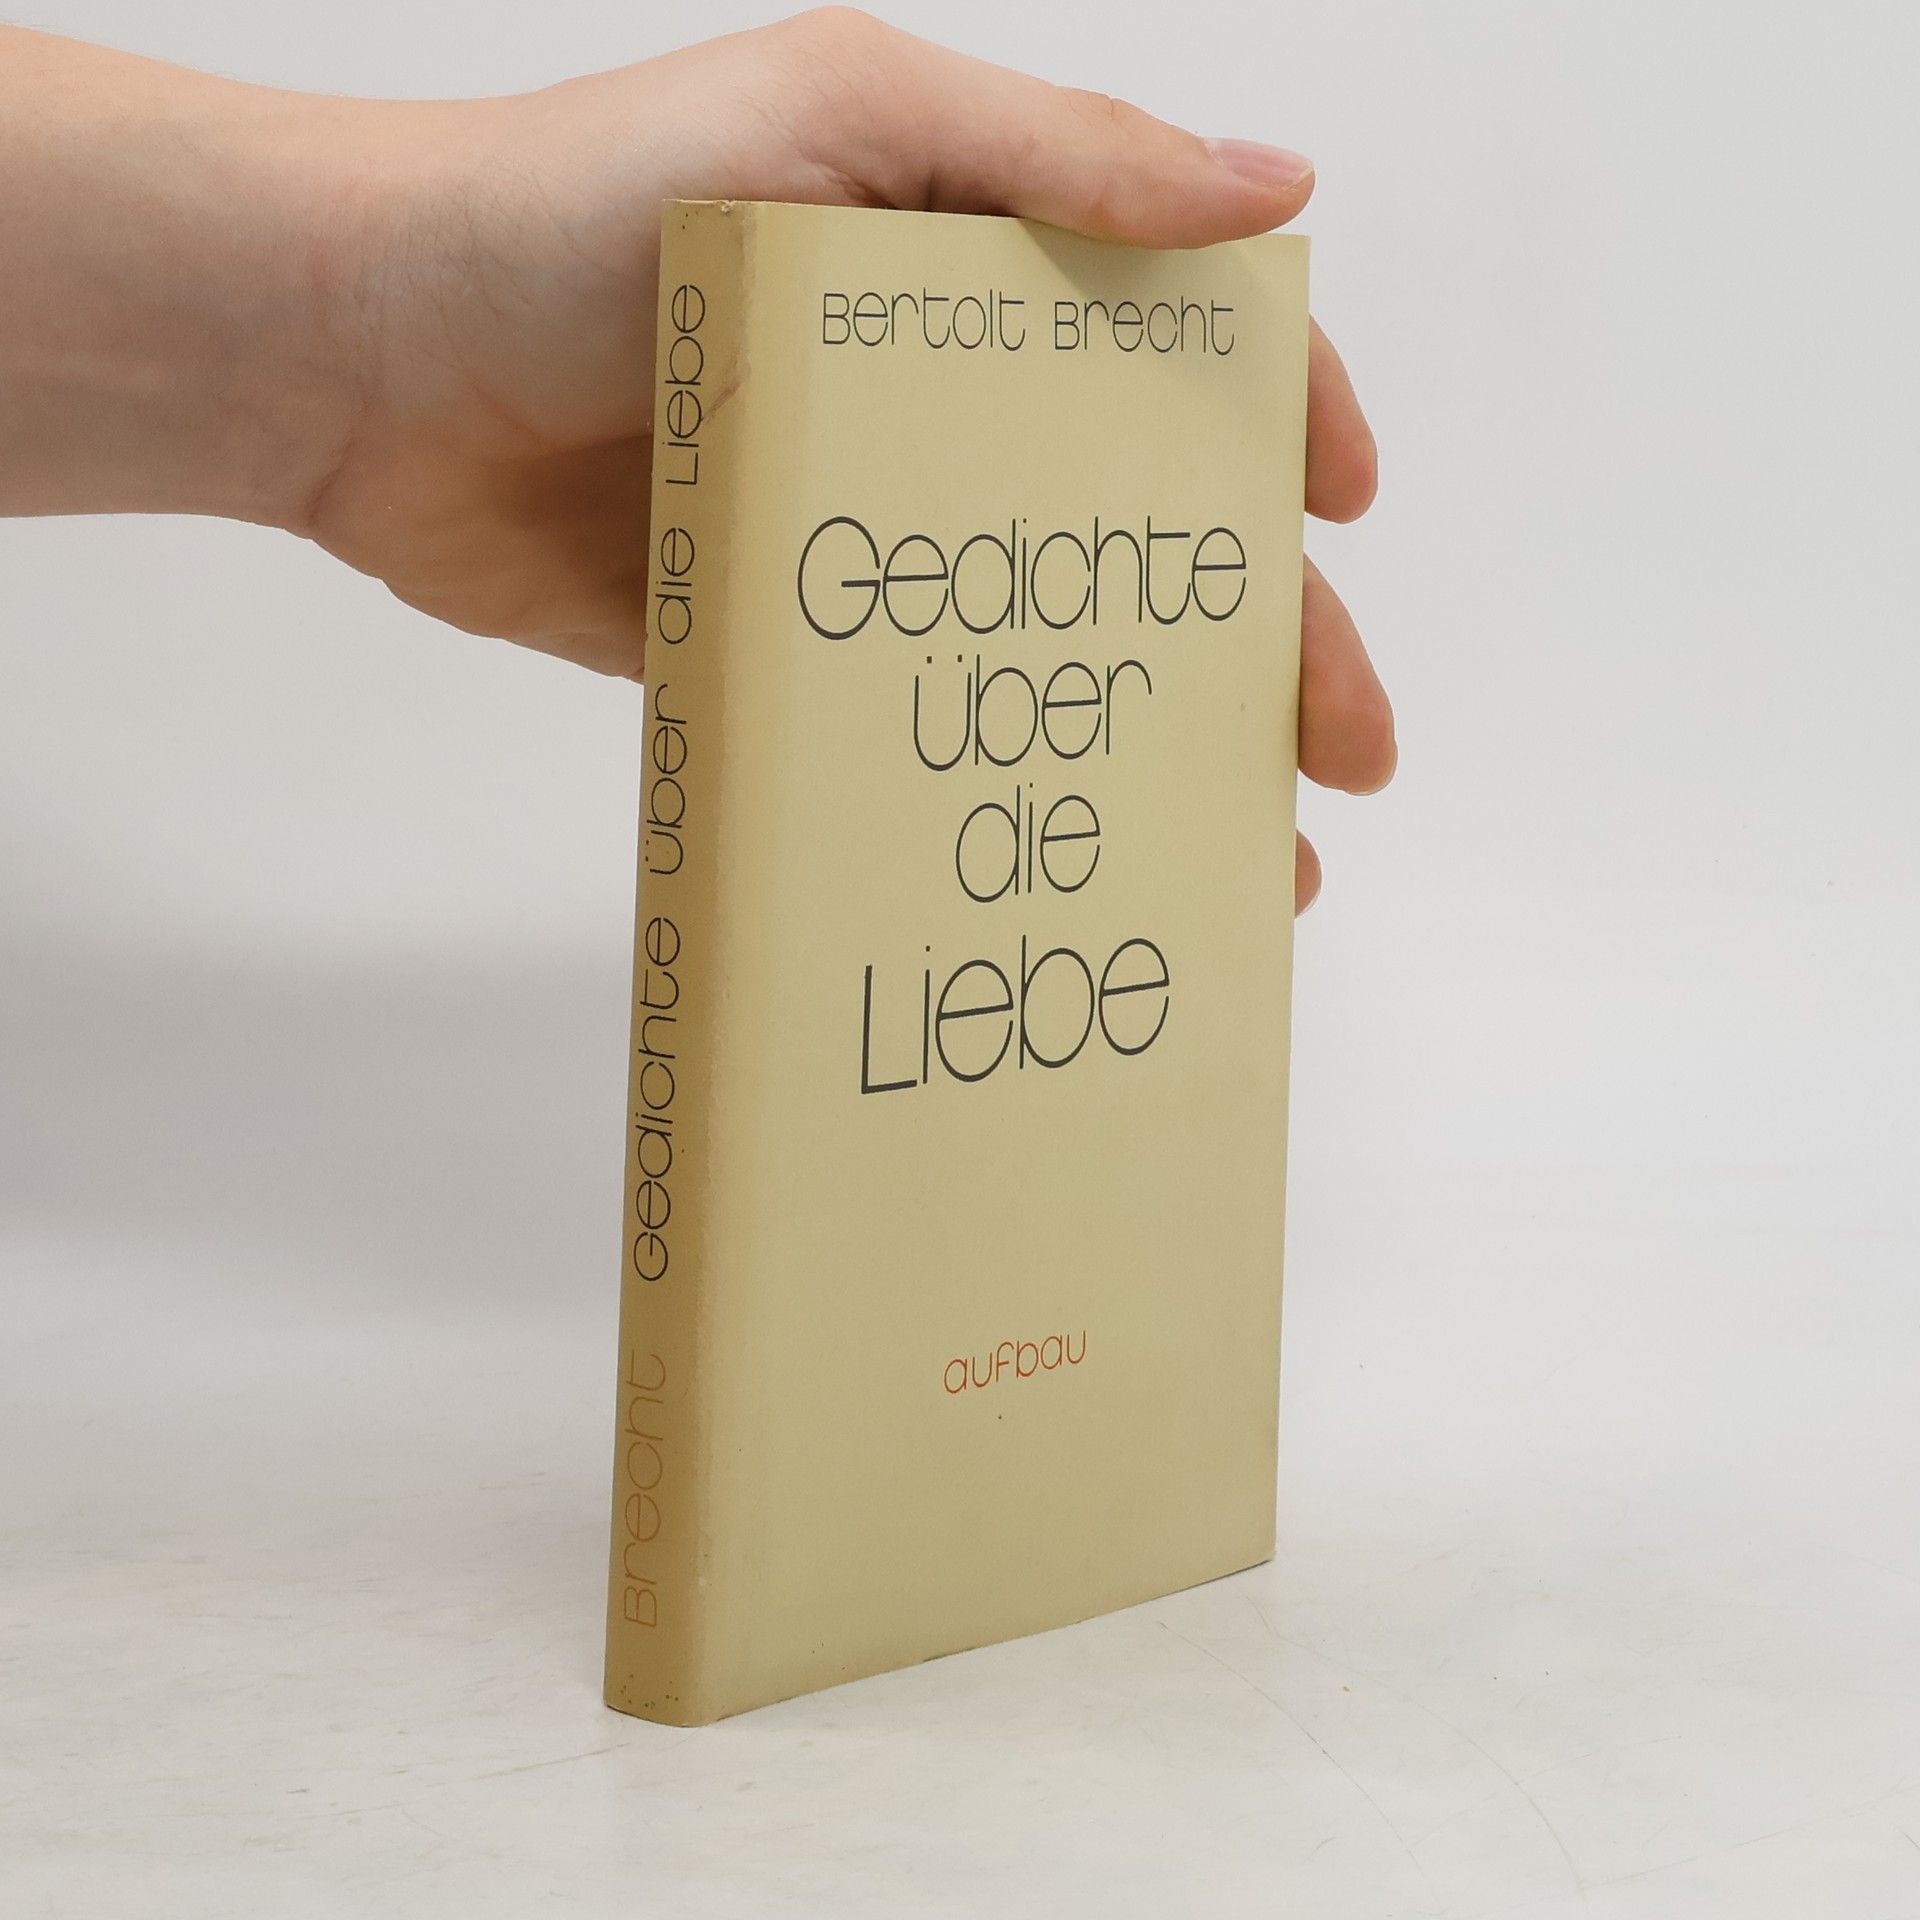 Bertolt Brecht
Gedichte
über
die
Liebe
aufbau
Brecht Gedichte über die Liebe